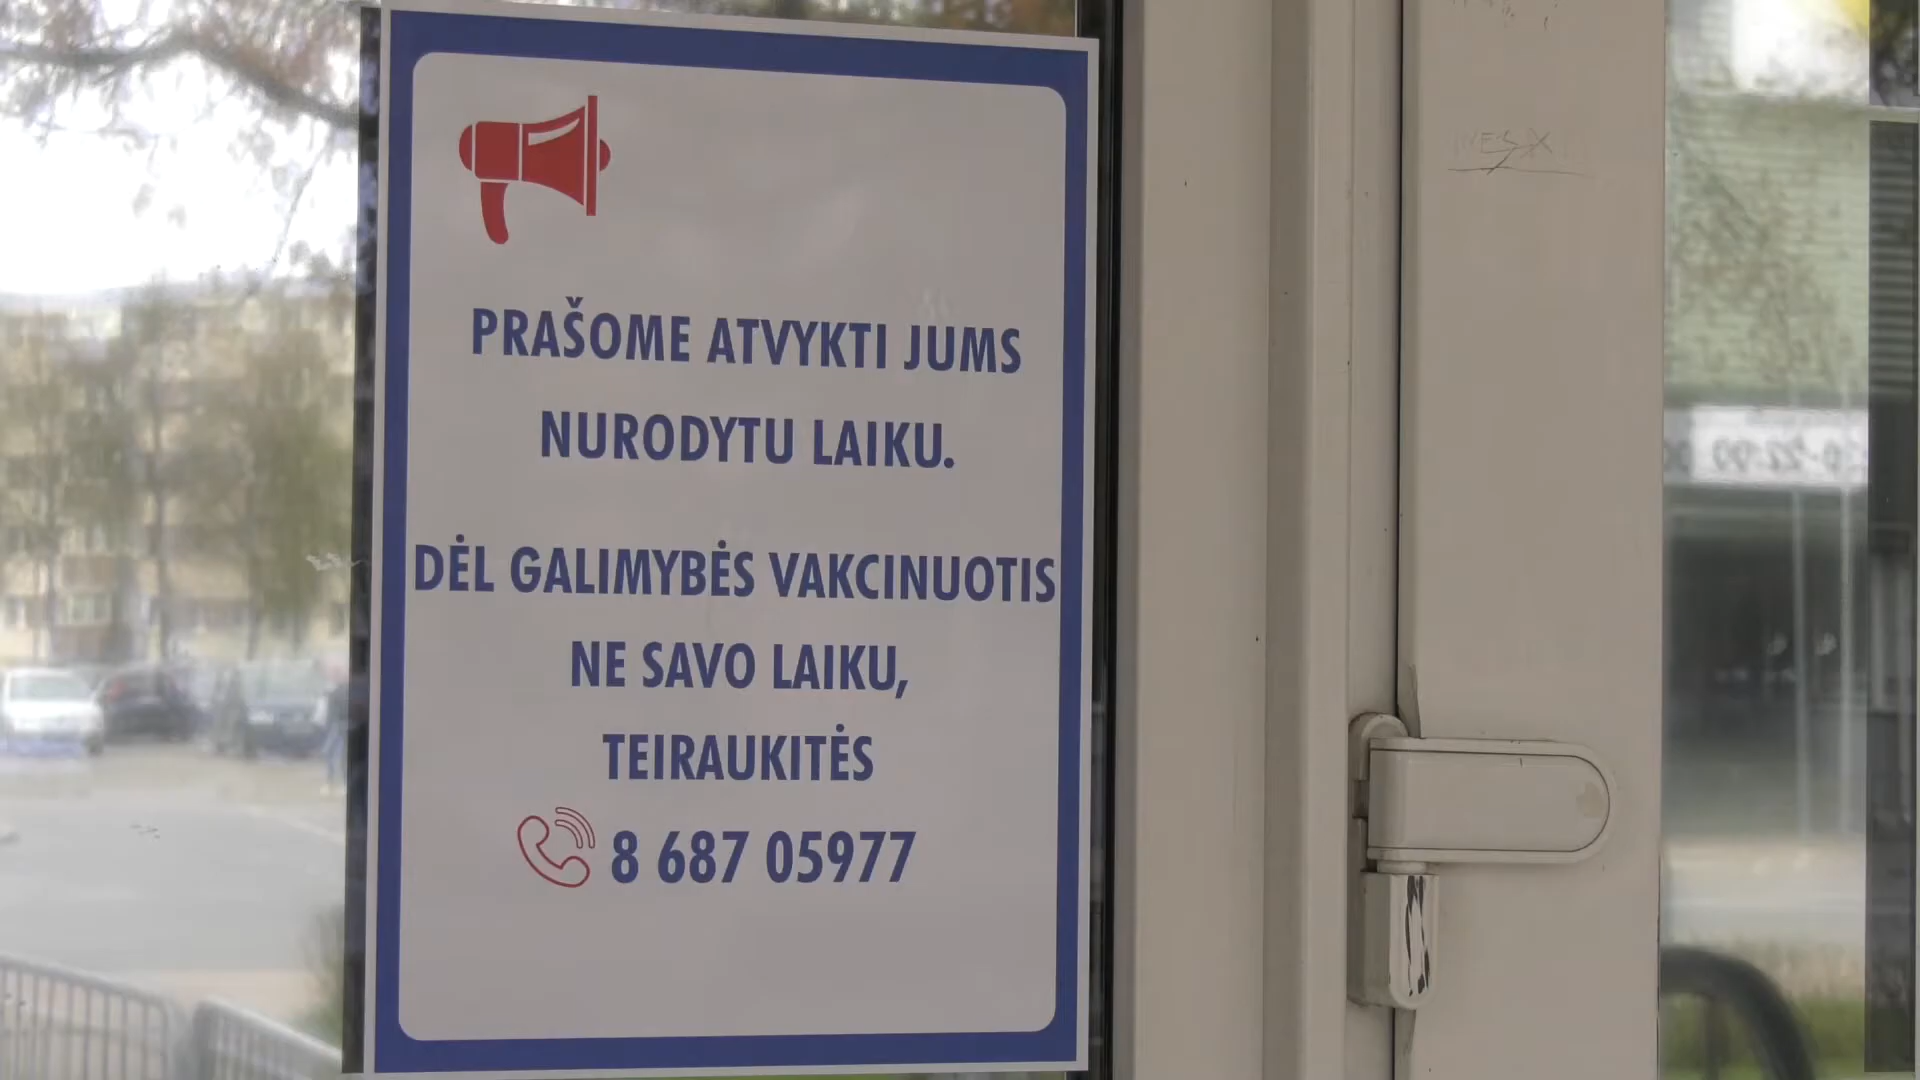 PRAŠOME ATVYKTI JUMS
NURODYTU LAIKU.
DĖL GALIMYBĖS VAKCINUOTIS
NE SAVO LAIKU,
TEIRAUKITĖS
8 687 05977